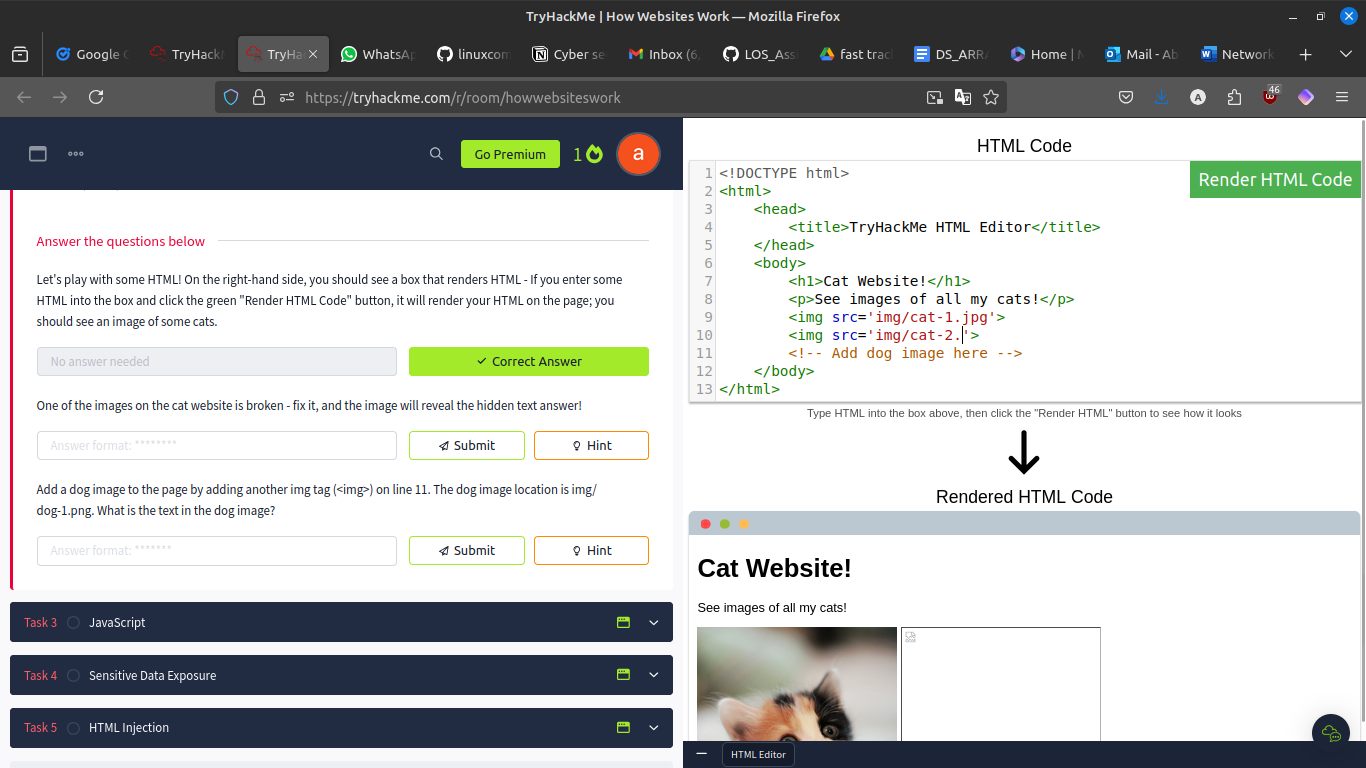 TryHackMe | How Websites Work — Mozilla Firefox
Google
TryHack
TryHac
WhatsAp
linuxcom
Cyber se
Inbox (6,
LOS_Ass
fast trac
DS_ARRA
Home |
Mail - Ab
Network
https://tryhackme.com/r/room/howwebsiteswork
A
46
Go Premium
1
a
Answer the questions below
Let's play with some HTML! On the right-hand side, you should see a box that renders HTML - If you enter some
HTML into the box and click the green "Render HTML Code" button, it will render your HTML on the page; you
should see an image of some cats.
No answer needed
Correct Answer
One of the images on the cat website is broken - fix it, and the image will reveal the hidden text answer!
Answer format: ********
Submit
Hint
Add a dog image to the page by adding another img tag (<img>) on line 11. The dog image location is img/
dog-1.png. What is the text in the dog image?
Answer format: *******
Submit
Hint
Task 3
JavaScript
Task 4
Sensitive Data Exposure
Task 5
HTML Injection
HTML Code
Render HTML Code
1 <!DOCTYPE html>
2 <html>
3     <head>
4         <title>TryHackMe HTML Editor</title>
5     </head>
6     <body>
7         <h1>Cat Website!</h1>
8         <p>See images of all my cats!</p>
9         <img src='img/cat-1.jpg'>
10         <img src='img/cat-2.'>
11         <!-- Add dog image here -->
12     </body>
13 </html>
Type HTML into the box above, then click the "Render HTML" button to see how it looks
Rendered HTML Code
Cat Website!
See images of all my cats!
HTML Editor